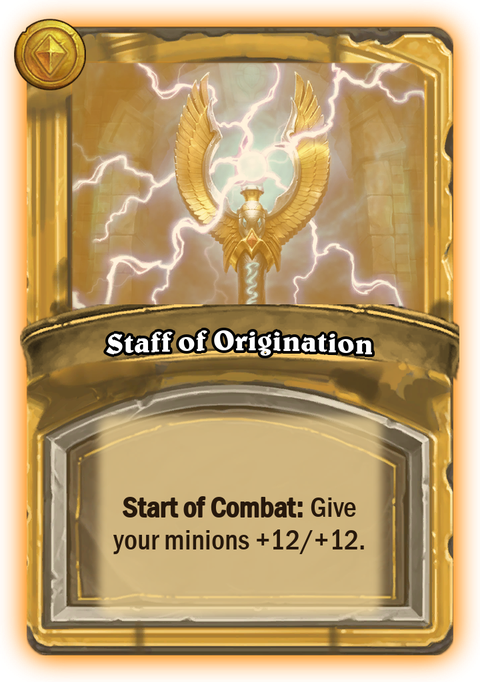 Staff of Origination
Start of Combat: Give
your minions +12/+12.